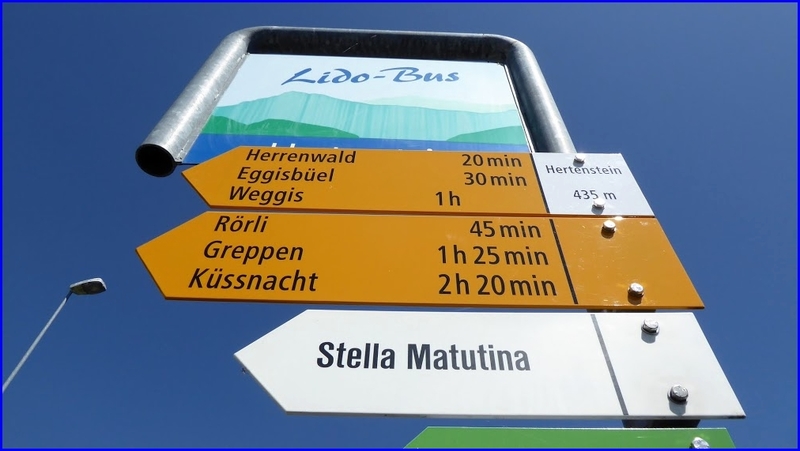 Lido-Bus
Herrenwald 20 min
Eggisbüel 30 min
Weggis 1 h
Hertenstein
435 m
Rörli 45 min
Greppen 1 h 25 min
Küssnacht 2 h 20 min
Stella Matutina